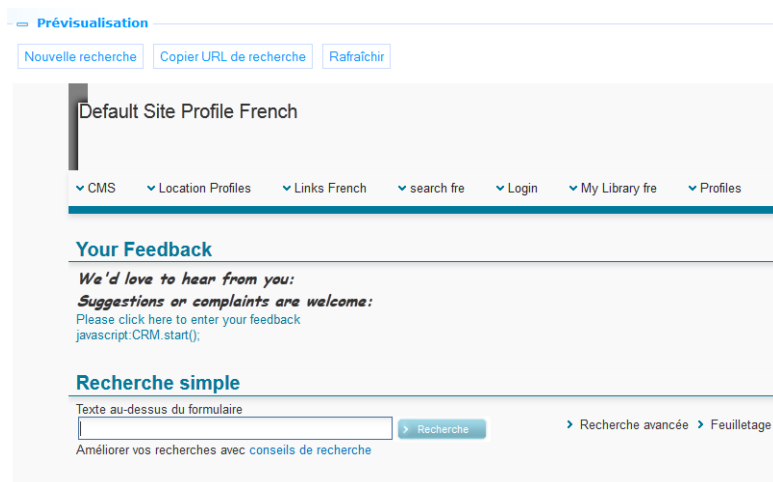 Prévisualisation
Nouvelle recherche Copier URL de recherche Rafraîchir
Default Site Profile French
CMS Location Profiles Links French search fre Login My Library fre Profiles
Your Feedback
We'd love to hear from you:
Suggestions or complaints are welcome:
Please click here to enter your feedback
javascript:CRM.start();
Recherche simple
Texte au-dessus du formulaire
Recherche Recherche avancée Feuilletage
Améliorer vos recherches avec conseils de recherche